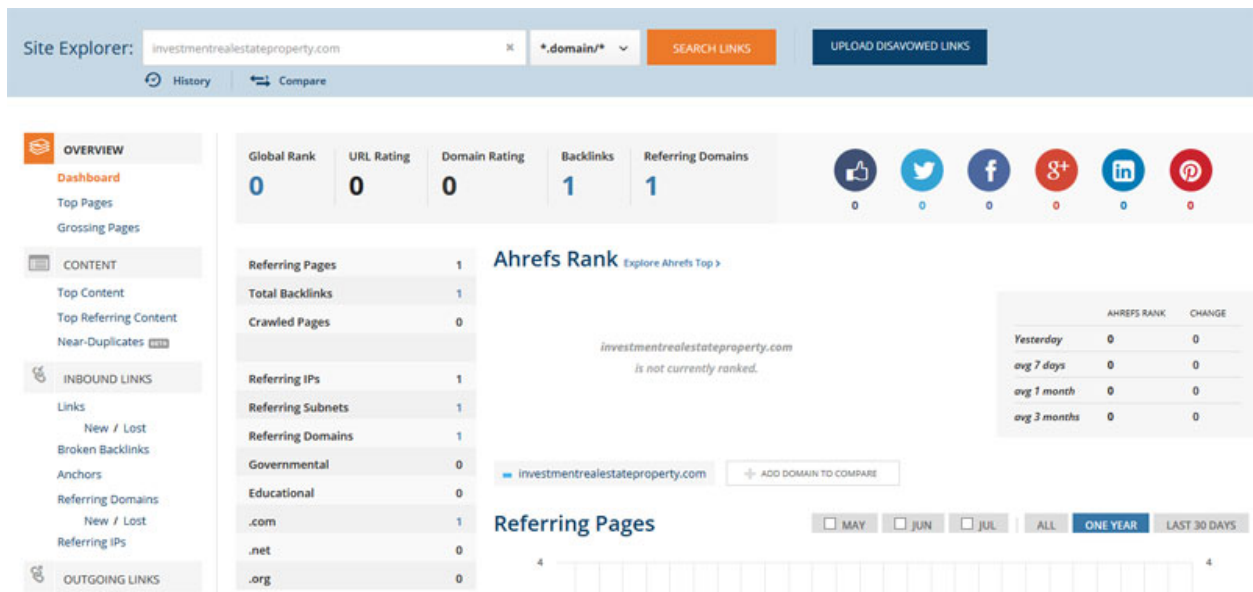 Site Explorer: investmentrealestateproperty.com × *.domain/* SEARCH LINKS UPLOAD DISAVOWED LINKS
History Compare
OVERVIEW
Dashboard
Top Pages
Grossing Pages
CONTENT
Top Content
Top Referring Content
Near-Duplicates BETA
INBOUND LINKS
Links
New / Lost
Broken Backlinks
Anchors
Referring Domains
New / Lost
Referring IPs
OUTGOING LINKS
Global Rank URL Rating Domain Rating Backlinks Referring Domains
0 0 0 1 1
f g+ in
0 0 0 0 0 0
Referring Pages 1
Total Backlinks 1
Crawled Pages 0
Referring IPs 1
Referring Subnets 1
Referring Domains 1
Governmental 0
Educational 0
.com 1
.net 0
.org 0
Ahrefs Rank Explore Ahrefs Top >
investmentrealestateproperty.com
is not currently ranked.
AHREFS RANK CHANGE
Yesterday 0 0
avg 7 days 0 0
avg 1 month 0 0
avg 3 months 0 0
investmentrealestateproperty.com + ADD DOMAIN TO COMPARE
Referring Pages MAY JUN JUL ALL ONE YEAR LAST 30 DAYS
4 4